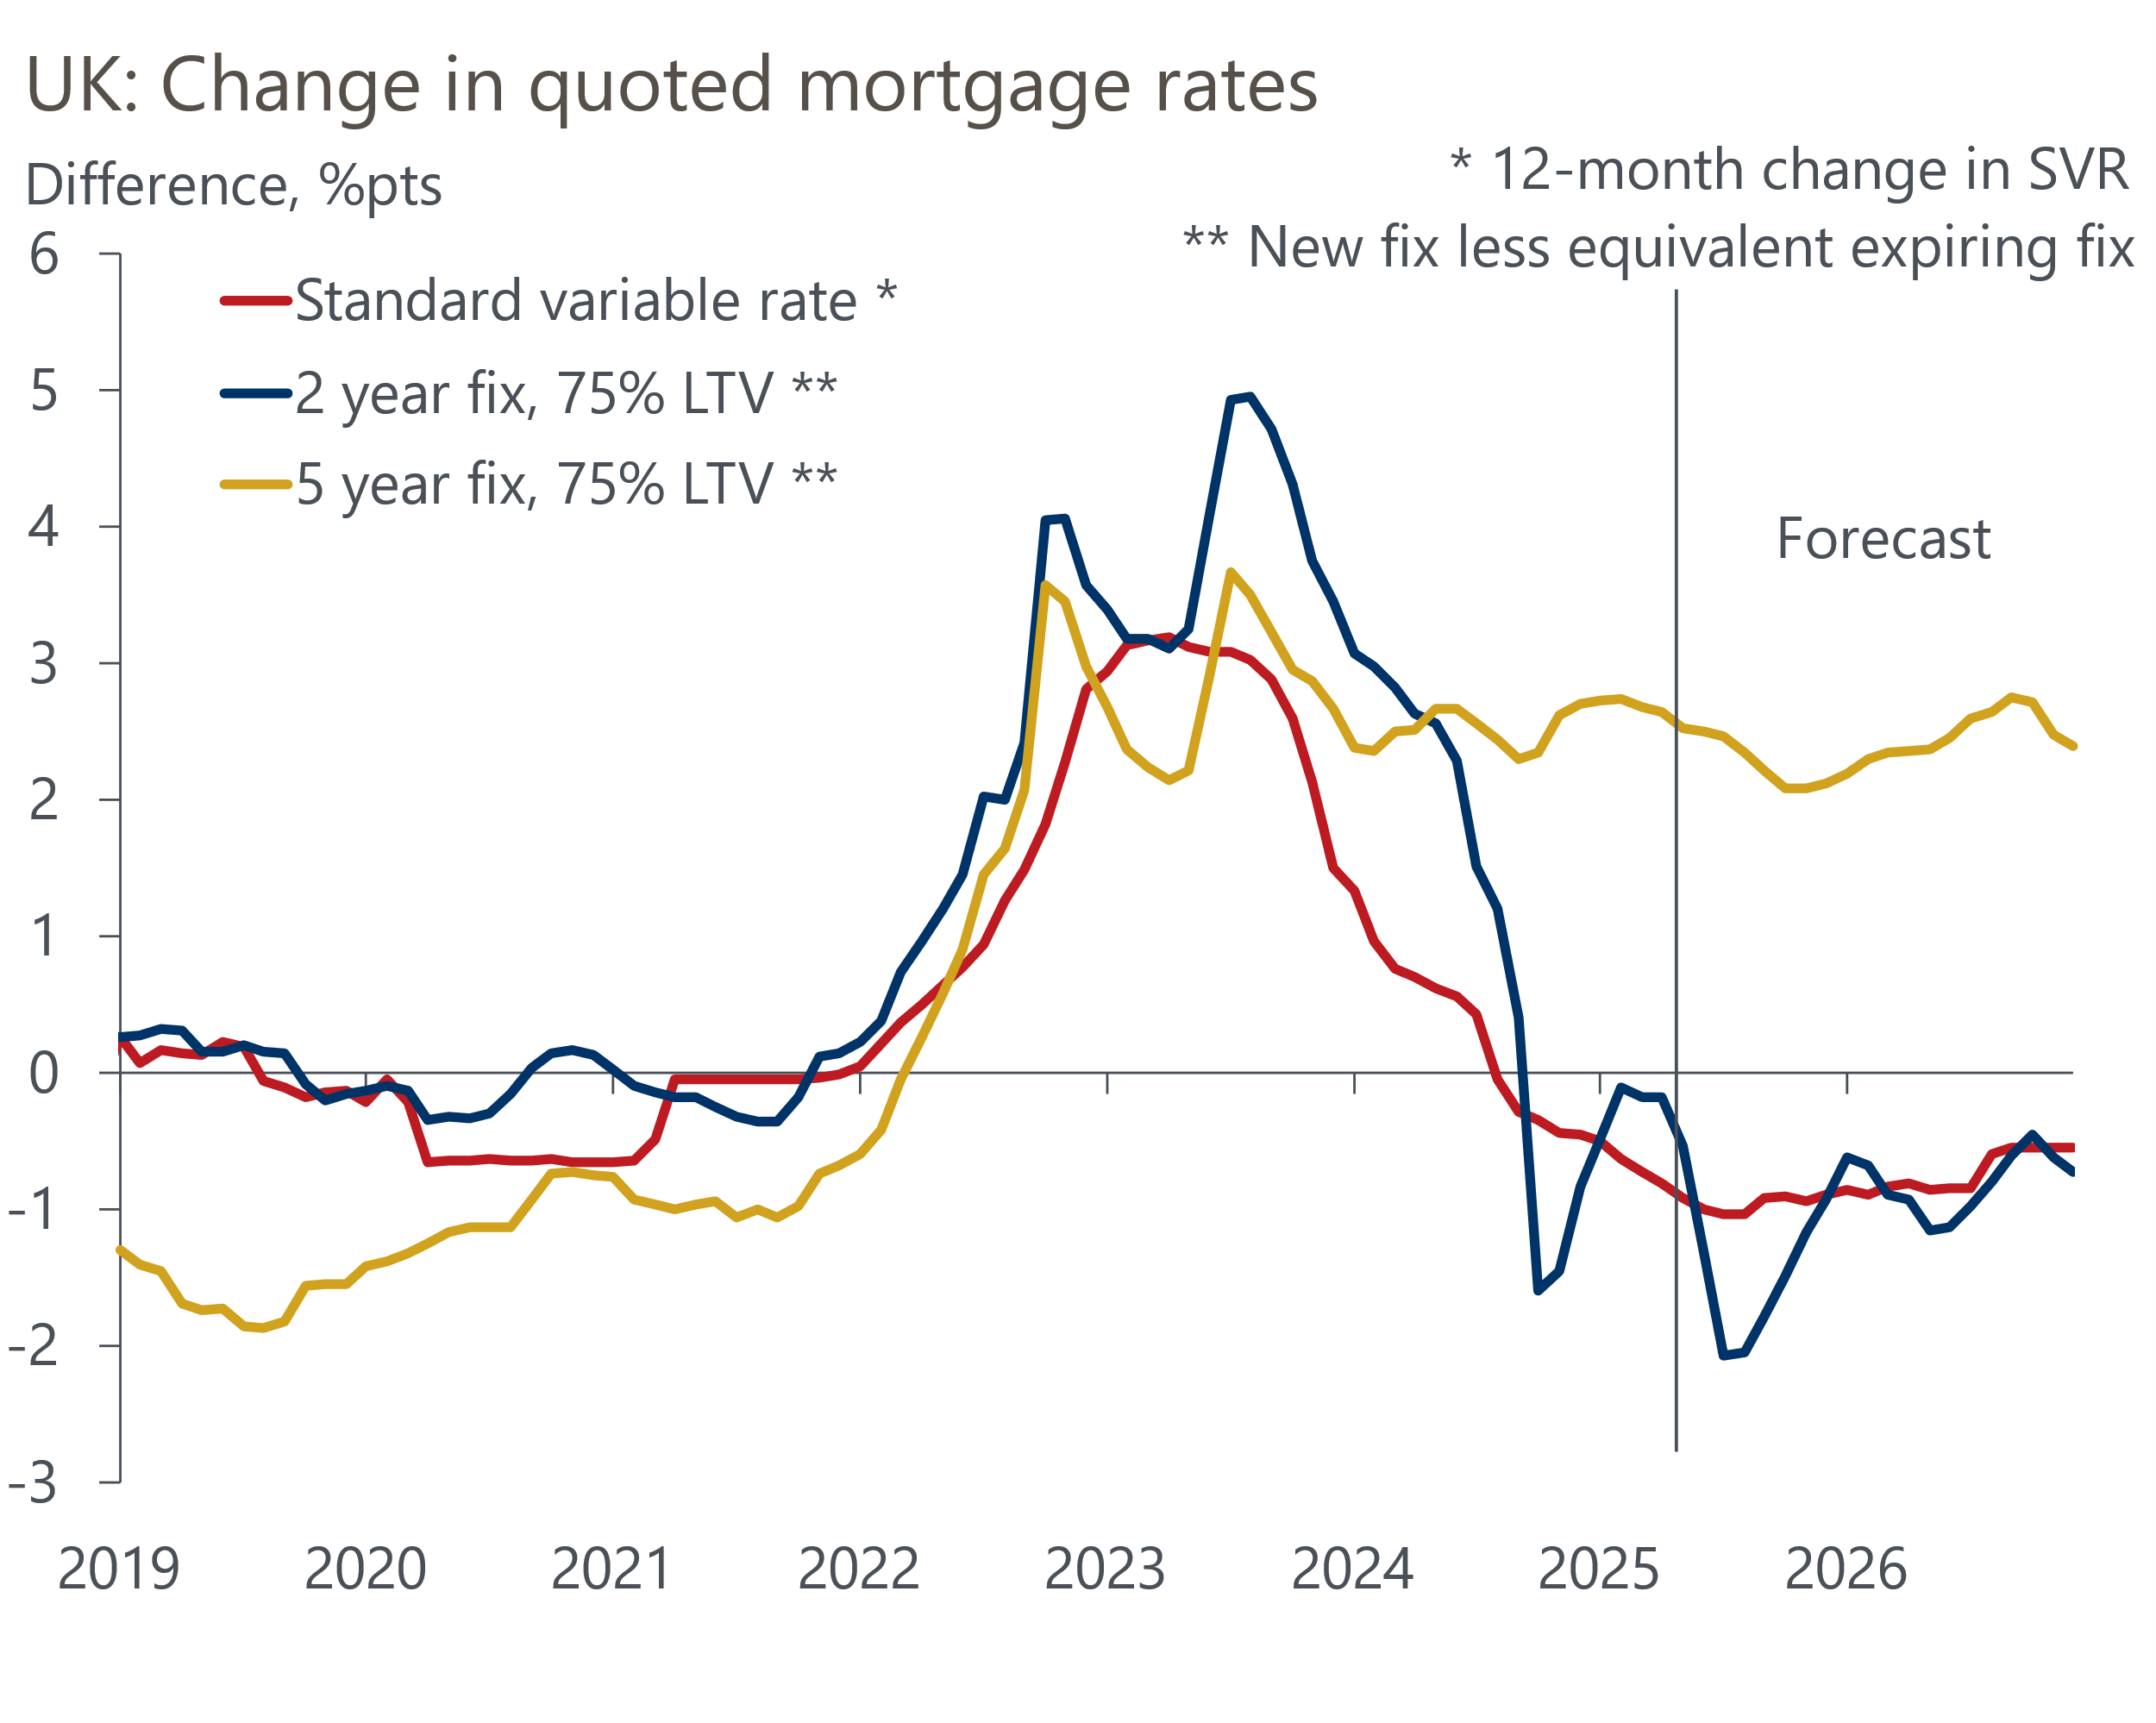 UK: Change in quoted mortgage rates
Difference, %pts
* 12-month change in SVR
** New fix less equivalent expiring fix
6
Standard variable rate *
5
2 year fix, 75% LTV **
5 year fix, 75% LTV **
4
Forecast
3
2
1
0
-1
-2
-3
2019 2020 2021 2022 2023 2024 2025 2026